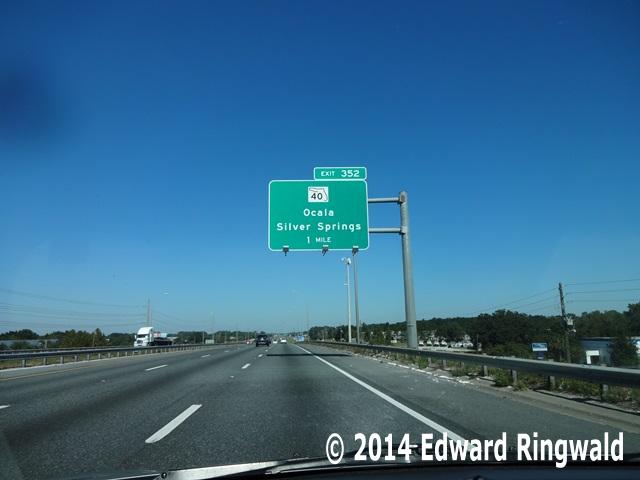 EXIT 352
40
Ocala
Silver Springs
1 MILE
© 2014 Edward Ringwald